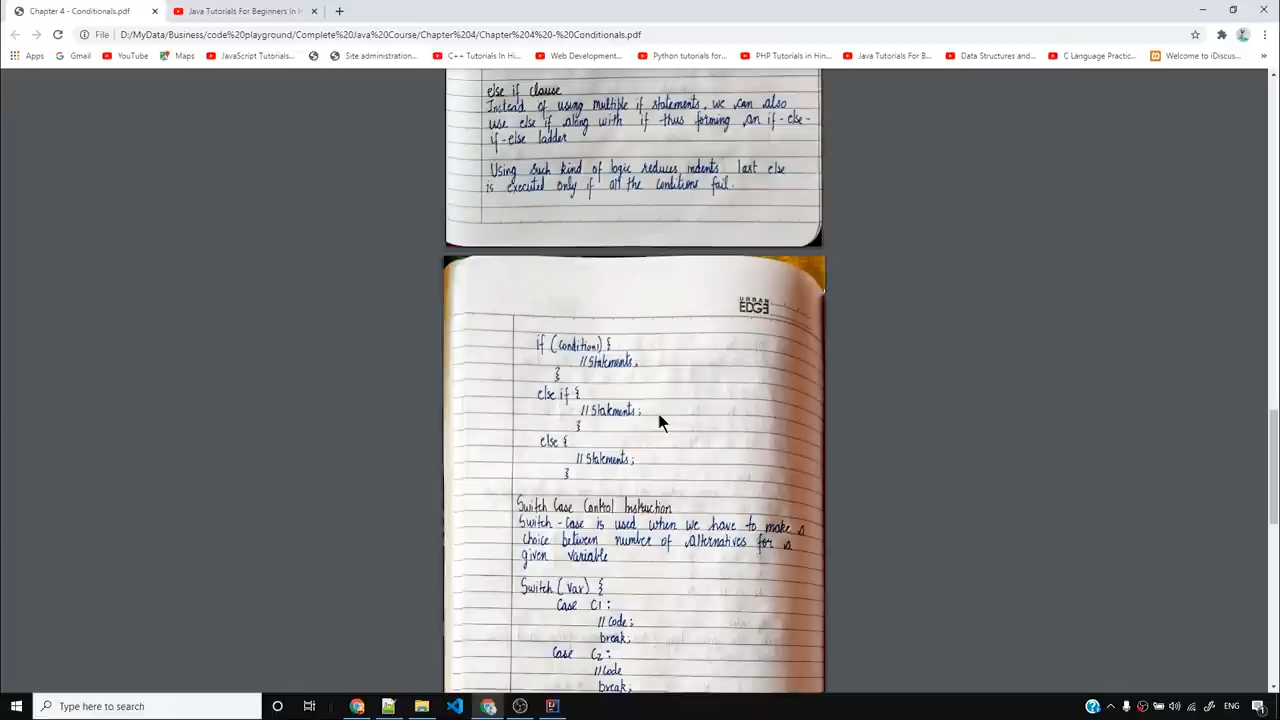 Chapter 4 - Conditionals.pdf
Java Tutorials For Beginners In H
File
D:/MyData/Business/code%20playground/Complete%20Java%20Course/Chapter%204/Chapter%204%20-%20Conditionals.pdf
Apps
Gmail
YouTube
Maps
JavaScript Tutorial...
Site administration...
C++ Tutorials In Hi...
Web Development...
Python tutorials for...
PHP Tutorials in Hin...
Java Tutorials For B...
Data Structures and...
C Language Practic...
Welcome to iDiscus...
else if clause
Instead of using multiple if statements, we can also
use else if along with if thus forming an if-else-
if-else ladder
Using such kind of logic reduces indents last else
is executed only if all the conditions fail.
URBAN
EDGE
if (condition1) {
//Statements;
}
else if {
//Statements;
}
else {
//Statements;
}
Switch Case Control Instruction
Switch-Case is used when we have to make a
choice between number of alternatives for a
given variable
Switch (var) {
Case C1:
//Code;
break;
Case C2:
//Code
break;
Type here to search
ENG